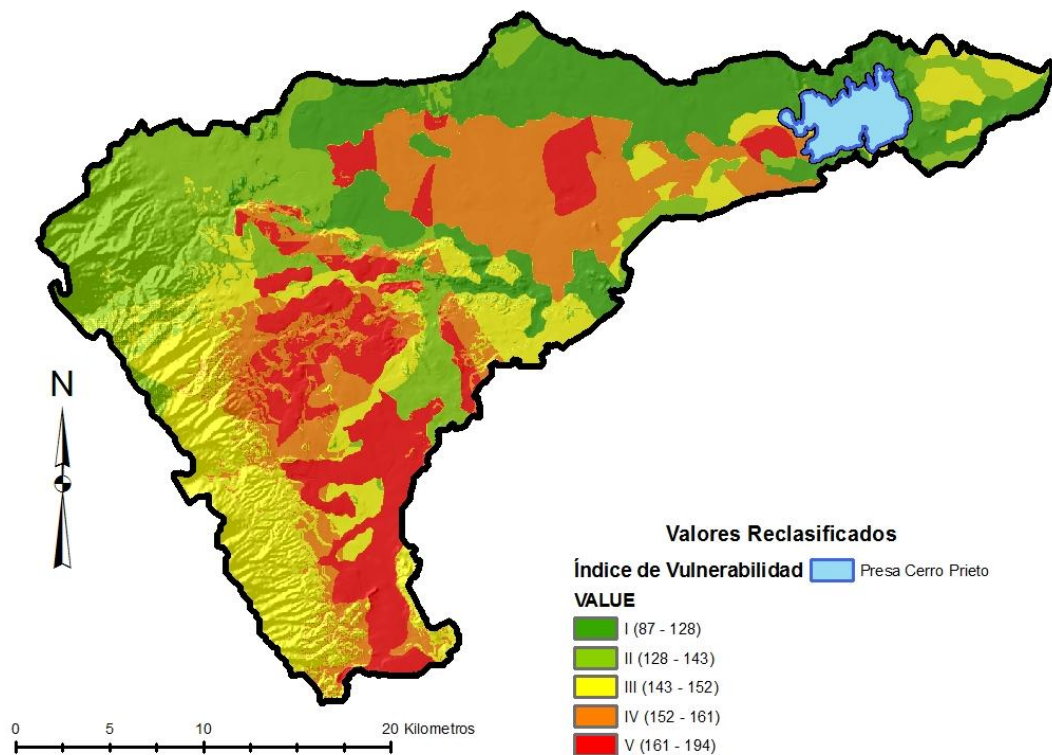 N
Valores Reclasificados
Índice de Vulnerabilidad Presa Cerro Prieto
VALUE
I (87 - 128)
II (128 - 143)
III (143 - 152)
IV (152 - 161)
V (161 - 194)
0 5 10 20 Kilometros